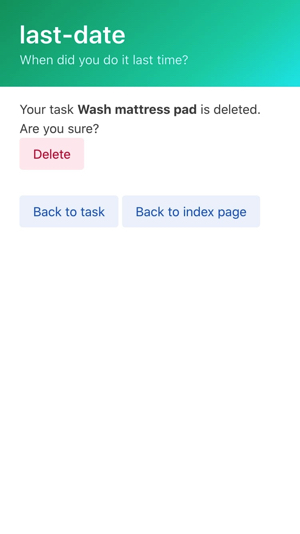 last-date
When did you do it last time?
Your task Wash mattress pad is deleted.
Are you sure?
Delete
Back to task Back to index page